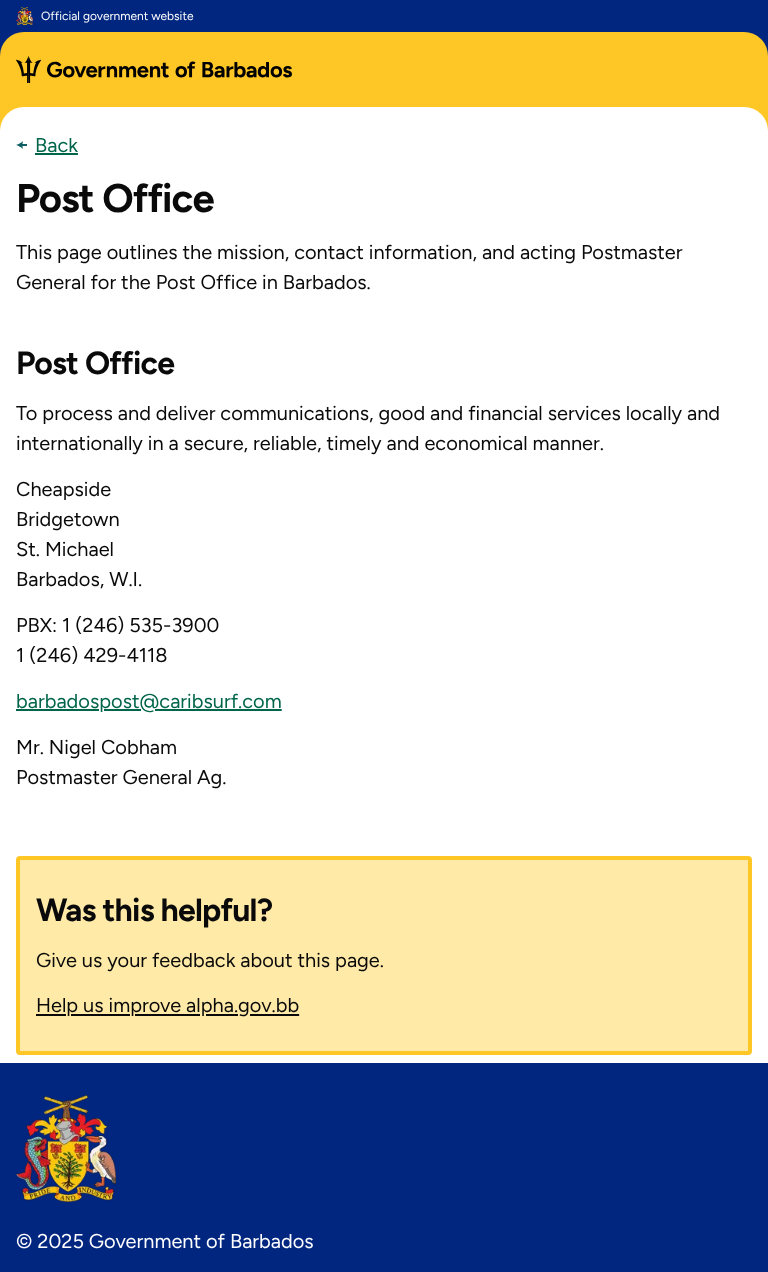 Official government website
Government of Barbados
Back
Post Office
This page outlines the mission, contact information, and acting Postmaster
General for the Post Office in Barbados.
Post Office
To process and deliver communications, good and financial services locally and
internationally in a secure, reliable, timely and economical manner.
Cheapside
Bridgetown
St. Michael
Barbados, W.I.
PBX: 1 (246) 535-3900
1 (246) 429-4118
barbadospost@caribsurf.com
Mr. Nigel Cobham
Postmaster General Ag.
Was this helpful?
Give us your feedback about this page.
Help us improve alpha.gov.bb
PRIDE AND INDUSTRY
© 2025 Government of Barbados